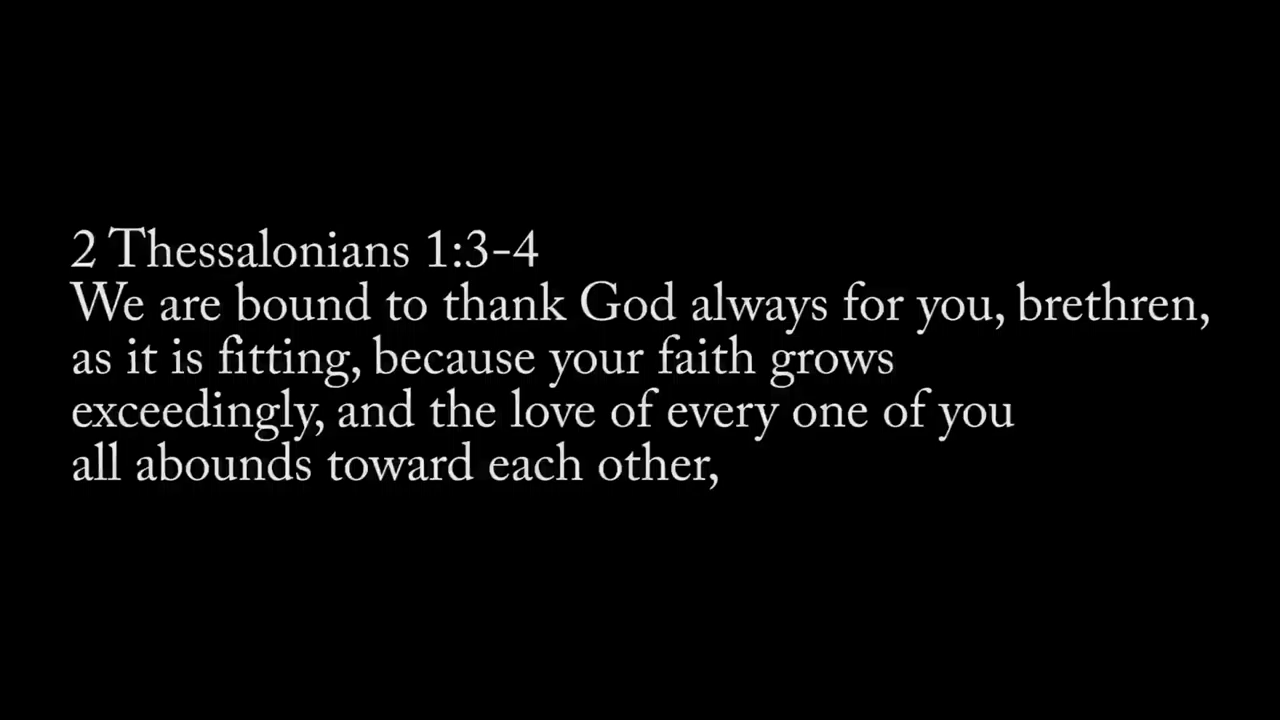 2 Thessalonians 1:3-4
We are bound to thank God always for you, brethren,
as it is fitting, because your faith grows
exceedingly, and the love of every one of you
all abounds toward each other,